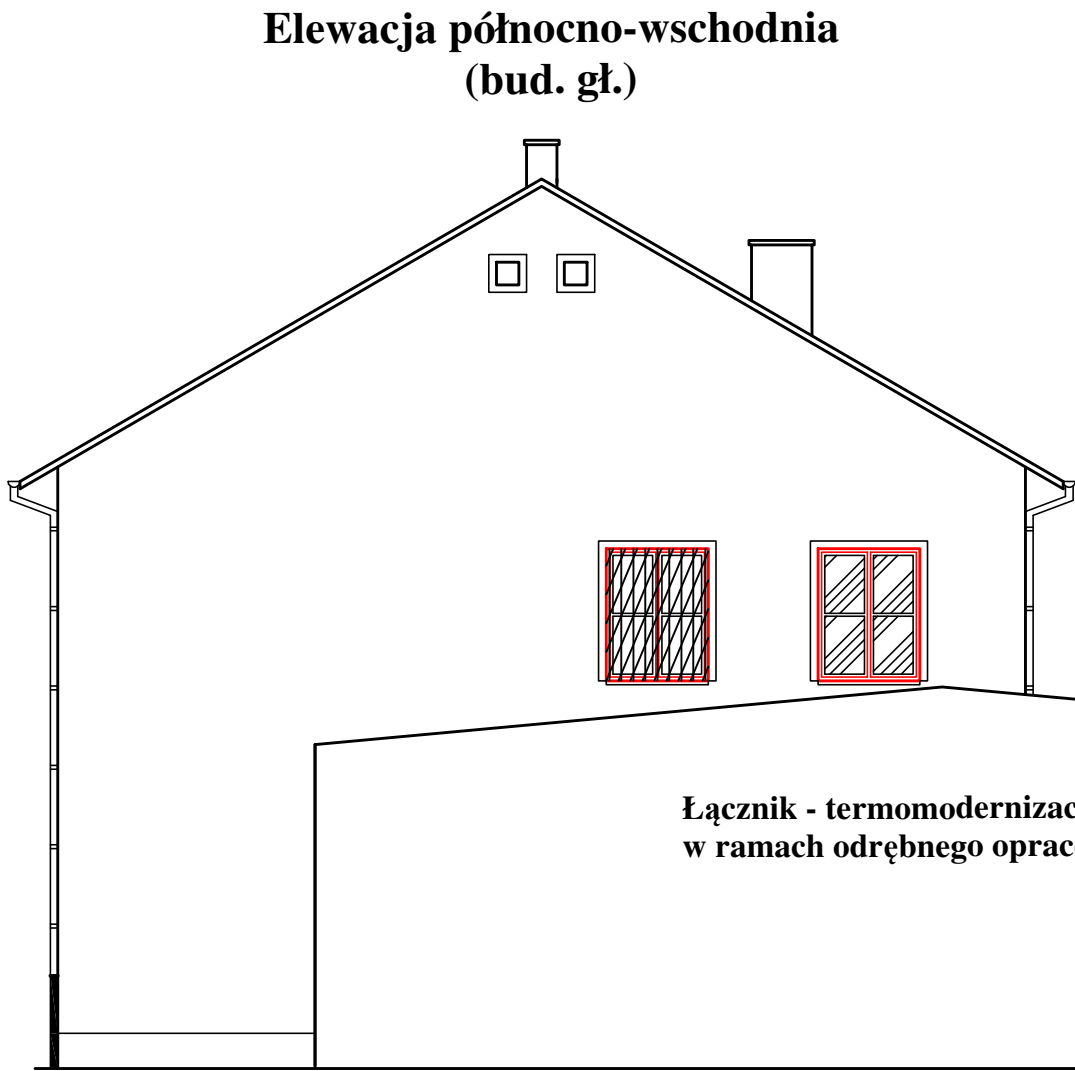 Elewacja północno-wschodnia
(bud. gł.)
Łącznik - termomodernizac
w ramach odrębnego oprac